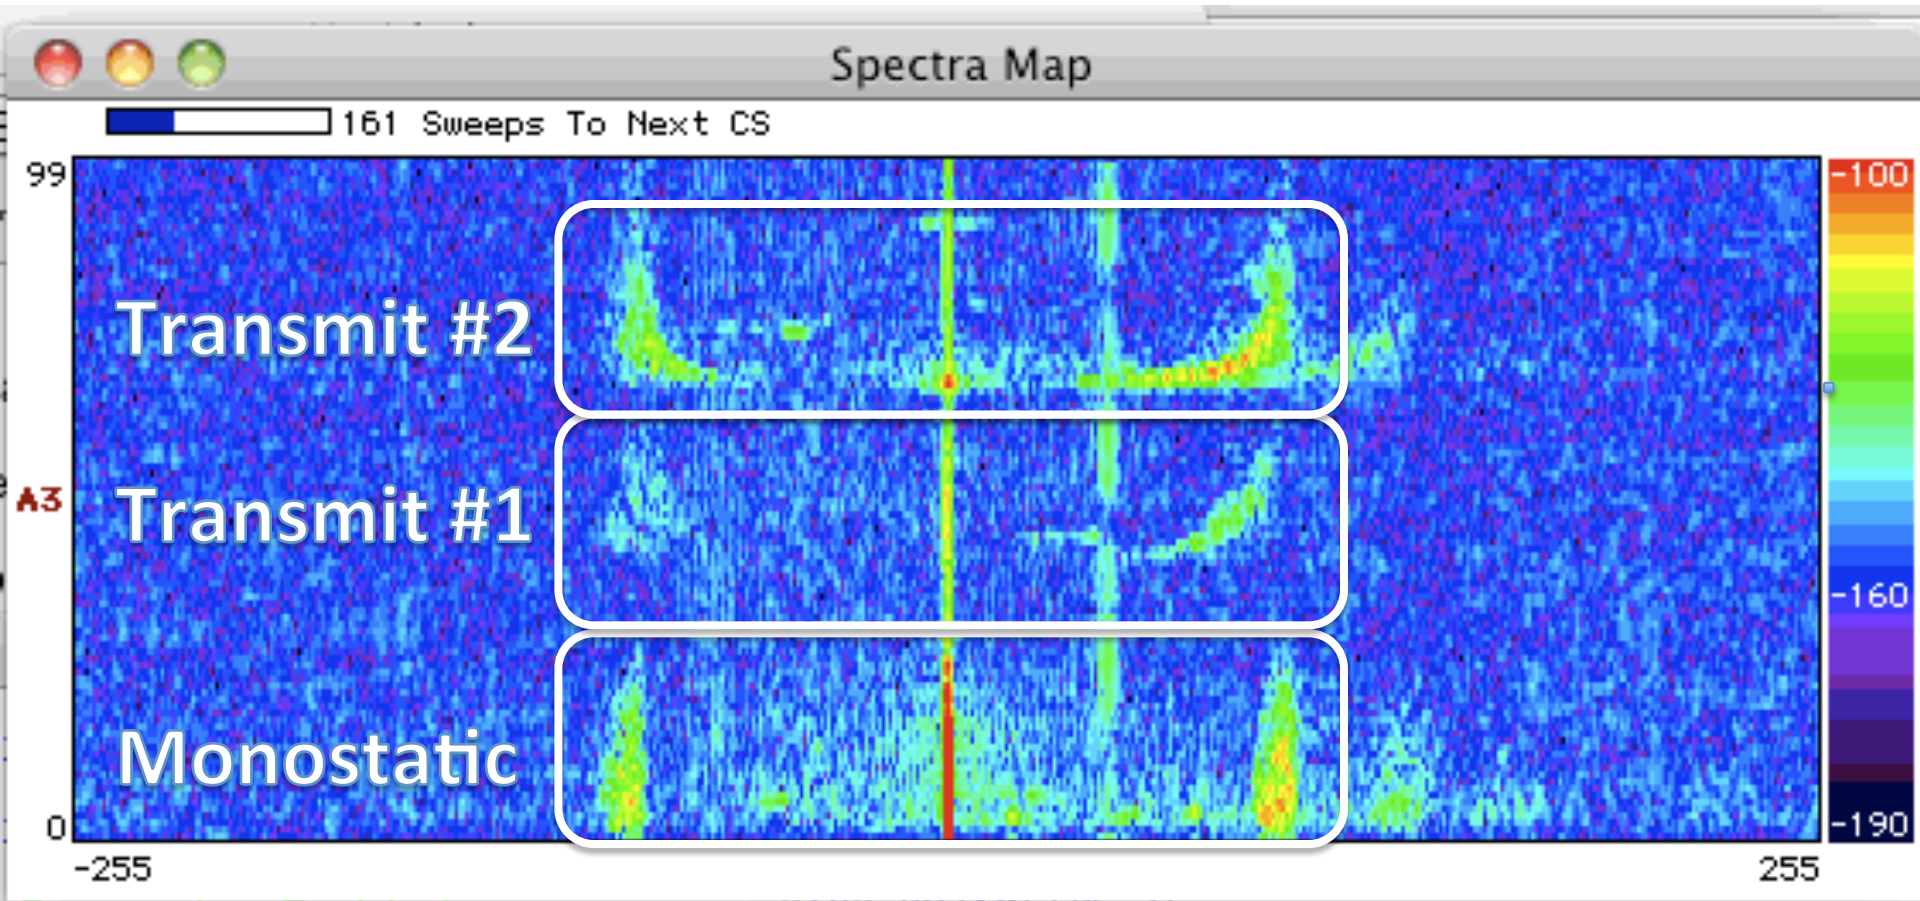 Spectra Map
161 Sweeps To Next CS
99
-100
Transmit #2
A3
Transmit #1
-160
Monostatic
0
-190
-255
255